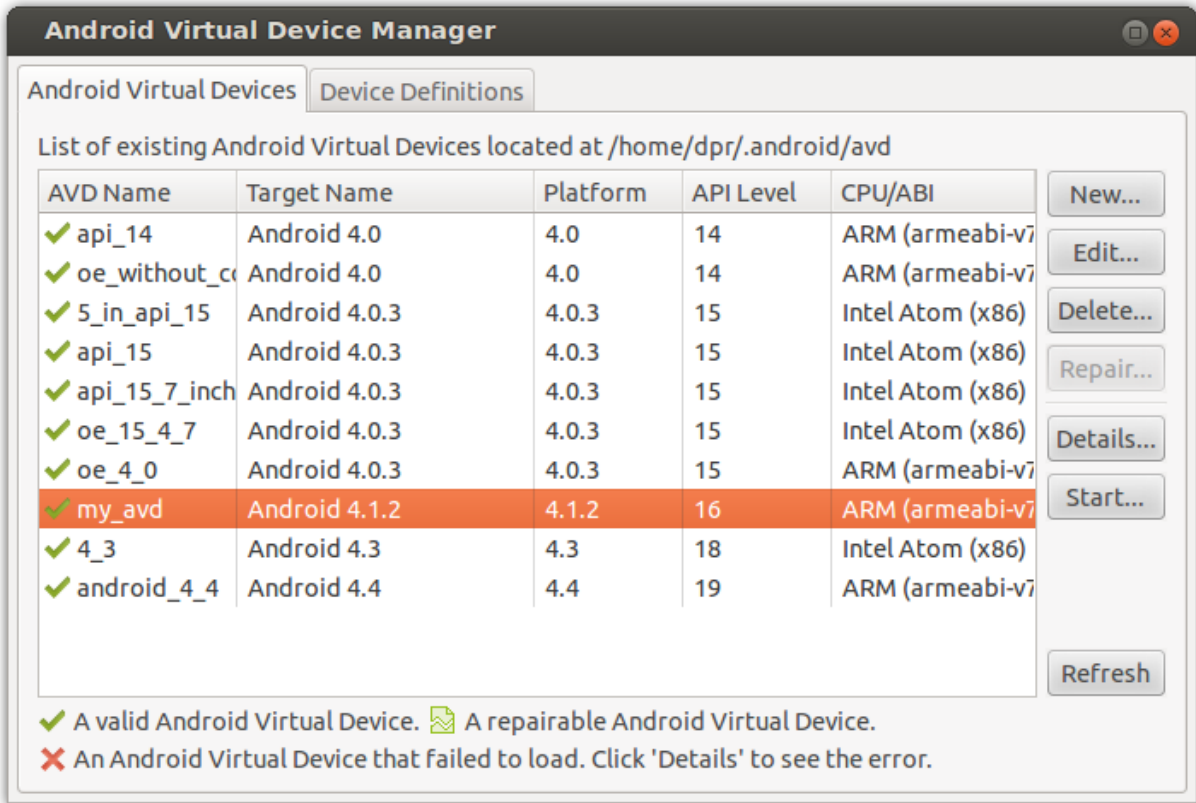 Android Virtual Device Manager
Android Virtual Devices Device Definitions
List of existing Android Virtual Devices located at /home/dpr/.android/avd
AVD Name Target Name Platform API Level CPU/ABI
api_14 Android 4.0 4.0 14 ARM (armeabi-v7
oe_without_co Android 4.0 4.0 14 ARM (armeabi-v7
5_in_api_15 Android 4.0.3 4.0.3 15 Intel Atom (x86)
api_15 Android 4.0.3 4.0.3 15 Intel Atom (x86)
api_15_7_inch Android 4.0.3 4.0.3 15 Intel Atom (x86)
oe_15_4_7 Android 4.0.3 4.0.3 15 Intel Atom (x86)
oe_4_0 Android 4.0.3 4.0.3 15 ARM (armeabi-v7
my_avd Android 4.1.2 4.1.2 16 ARM (armeabi-v7
4_3 Android 4.3 4.3 18 Intel Atom (x86)
android_4_4 Android 4.4 4.4 19 ARM (armeabi-v7
New...
Edit...
Delete...
Repair...
Details...
Start...
Refresh
A valid Android Virtual Device. A repairable Android Virtual Device.
An Android Virtual Device that failed to load. Click 'Details' to see the error.